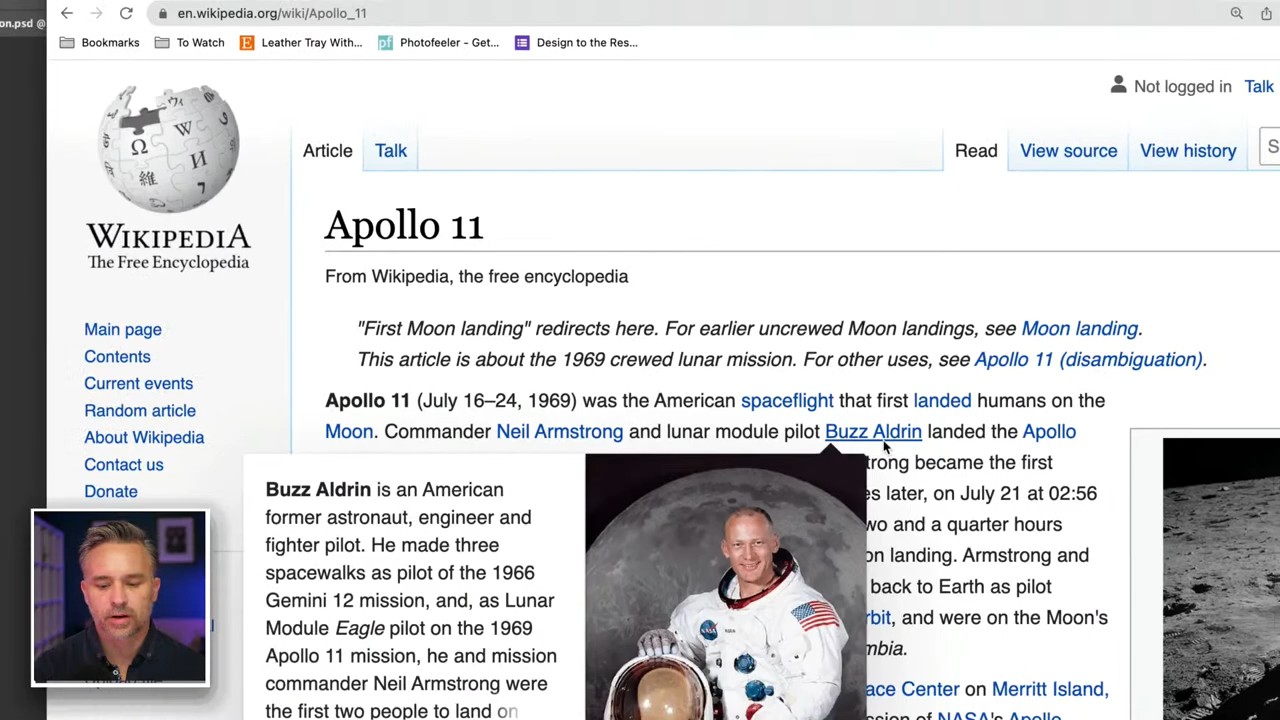 on.psd @
en.wikipedia.org/wiki/Apollo_11
Bookmarks To Watch Leather Tray With... Photofeeler - Get... Design to the Res...
Not logged in Talk
Article Talk Read View source View history
WIKIPEDIA
The Free Encyclopedia
Apollo 11
From Wikipedia, the free encyclopedia
"First Moon landing" redirects here. For earlier uncrewed Moon landings, see Moon landing.
This article is about the 1969 crewed lunar mission. For other uses, see Apollo 11 (disambiguation).
Main page
Contents
Current events
Random article
About Wikipedia
Contact us
Donate
Apollo 11 (July 16–24, 1969) was the American spaceflight that first landed humans on the
Moon. Commander Neil Armstrong and lunar module pilot Buzz Aldrin landed the Apollo
trong became the first
es later, on July 21 at 02:56
wo and a quarter hours
on landing. Armstrong and
back to Earth as pilot
rbit, and were on the Moon's
mbia.
ace Center on Merritt Island,
ssion of NASA's Apollo
Buzz Aldrin is an American
former astronaut, engineer and
fighter pilot. He made three
spacewalks as pilot of the 1966
Gemini 12 mission, and, as Lunar
Module Eagle pilot on the 1969
Apollo 11 mission, he and mission
commander Neil Armstrong were
the first two people to land on